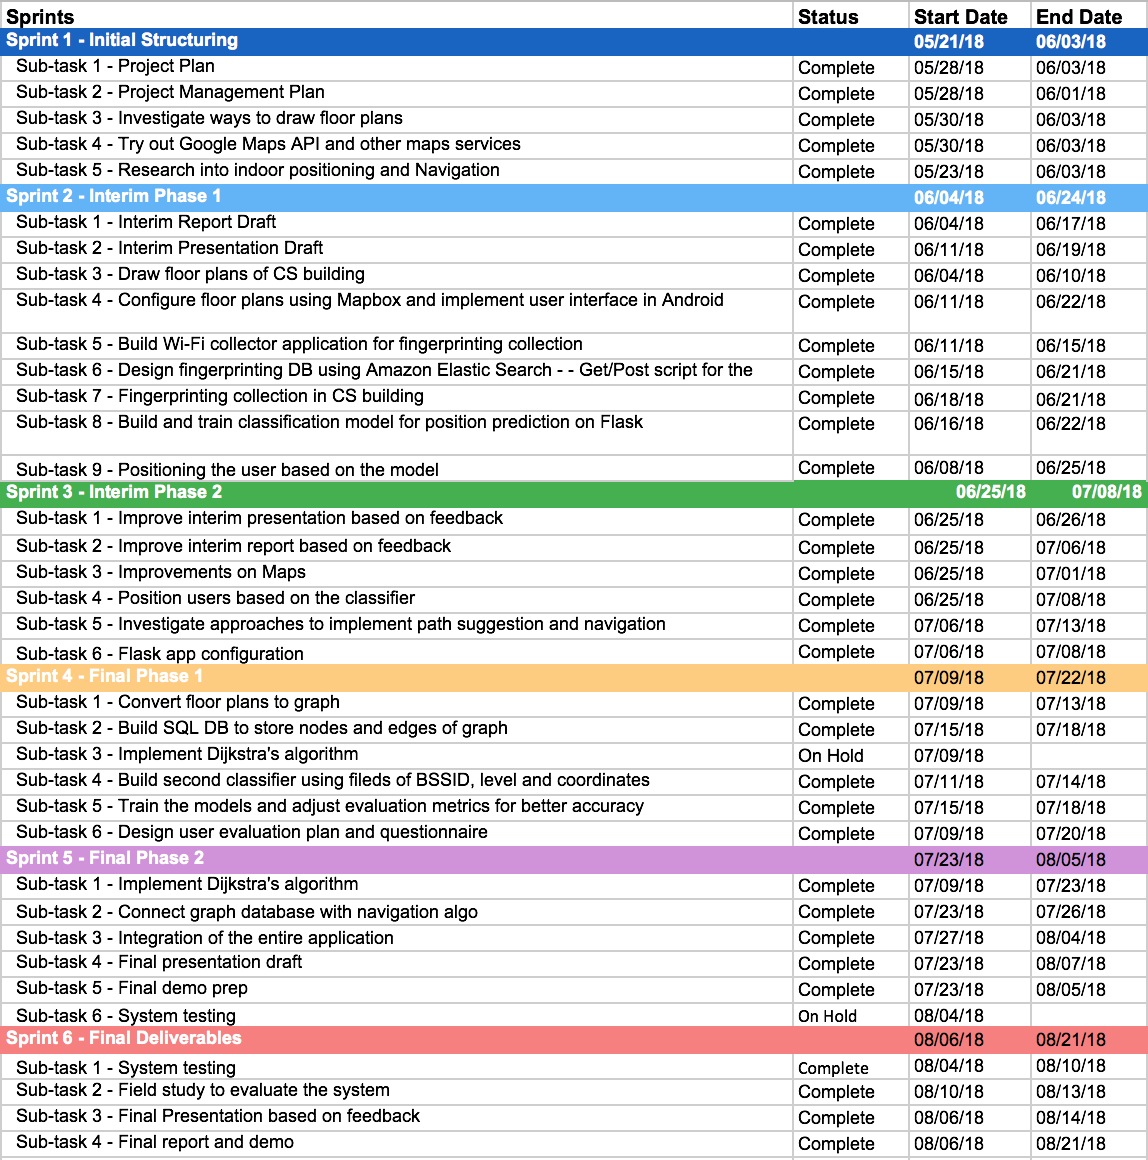 Sprints Status Start Date End Date
Sprint 1 - Initial Structuring 05/21/18 06/03/18
Sub-task 1 - Project Plan Complete 05/28/18 06/03/18
Sub-task 2 - Project Management Plan Complete 05/28/18 06/01/18
Sub-task 3 - Investigate ways to draw floor plans Complete 05/30/18 06/03/18
Sub-task 4 - Try out Google Maps API and other maps services Complete 05/30/18 06/03/18
Sub-task 5 - Research into indoor positioning and Navigation Complete 05/23/18 06/03/18
Sprint 2 - Interim Phase 1 06/04/18 06/24/18
Sub-task 1 - Interim Report Draft Complete 06/04/18 06/17/18
Sub-task 2 - Interim Presentation Draft Complete 06/11/18 06/19/18
Sub-task 3 - Draw floor plans of CS building Complete 06/04/18 06/10/18
Sub-task 4 - Configure floor plans using Mapbox and implement user interface in Android Complete 06/11/18 06/22/18
Sub-task 5 - Build Wi-Fi collector application for fingerprinting collection Complete 06/11/18 06/15/18
Sub-task 6 - Design fingerprinting DB using Amazon Elastic Search - - Get/Post script for the Complete 06/15/18 06/21/18
Sub-task 7 - Fingerprinting collection in CS building Complete 06/18/18 06/21/18
Sub-task 8 - Build and train classification model for position prediction on Flask Complete 06/16/18 06/22/18
Sub-task 9 - Positioning the user based on the model Complete 06/08/18 06/25/18
Sprint 3 - Interim Phase 2 06/25/18 07/08/18
Sub-task 1 - Improve interim presentation based on feedback Complete 06/25/18 06/26/18
Sub-task 2 - Improve interim report based on feedback Complete 06/25/18 07/06/18
Sub-task 3 - Improvements on Maps Complete 06/25/18 07/01/18
Sub-task 4 - Position users based on the classifier Complete 06/25/18 07/08/18
Sub-task 5 - Investigate approaches to implement path suggestion and navigation Complete 07/06/18 07/13/18
Sub-task 6 - Flask app configuration Complete 07/06/18 07/08/18
Sprint 4 - Final Phase 1 07/09/18 07/22/18
Sub-task 1 - Convert floor plans to graph Complete 07/09/18 07/13/18
Sub-task 2 - Build SQL DB to store nodes and edges of graph Complete 07/15/18 07/18/18
Sub-task 3 - Implement Dijkstra's algorithm On Hold 07/09/18
Sub-task 4 - Build second classifier using fileds of BSSID, level and coordinates Complete 07/11/18 07/14/18
Sub-task 5 - Train the models and adjust evaluation metrics for better accuracy Complete 07/15/18 07/18/18
Sub-task 6 - Design user evaluation plan and questionnaire Complete 07/09/18 07/20/18
Sprint 5 - Final Phase 2 07/23/18 08/05/18
Sub-task 1 - Implement Dijkstra's algorithm Complete 07/09/18 07/23/18
Sub-task 2 - Connect graph database with navigation algo Complete 07/23/18 07/26/18
Sub-task 3 - Integration of the entire application Complete 07/27/18 08/04/18
Sub-task 4 - Final presentation draft Complete 07/23/18 08/07/18
Sub-task 5 - Final demo prep Complete 07/23/18 08/05/18
Sub-task 6 - System testing On Hold 08/04/18
Sprint 6 - Final Deliverables 08/06/18 08/21/18
Sub-task 1 - System testing Complete 08/04/18 08/10/18
Sub-task 2 - Field study to evaluate the system Complete 08/10/18 08/13/18
Sub-task 3 - Final Presentation based on feedback Complete 08/06/18 08/14/18
Sub-task 4 - Final report and demo Complete 08/06/18 08/21/18